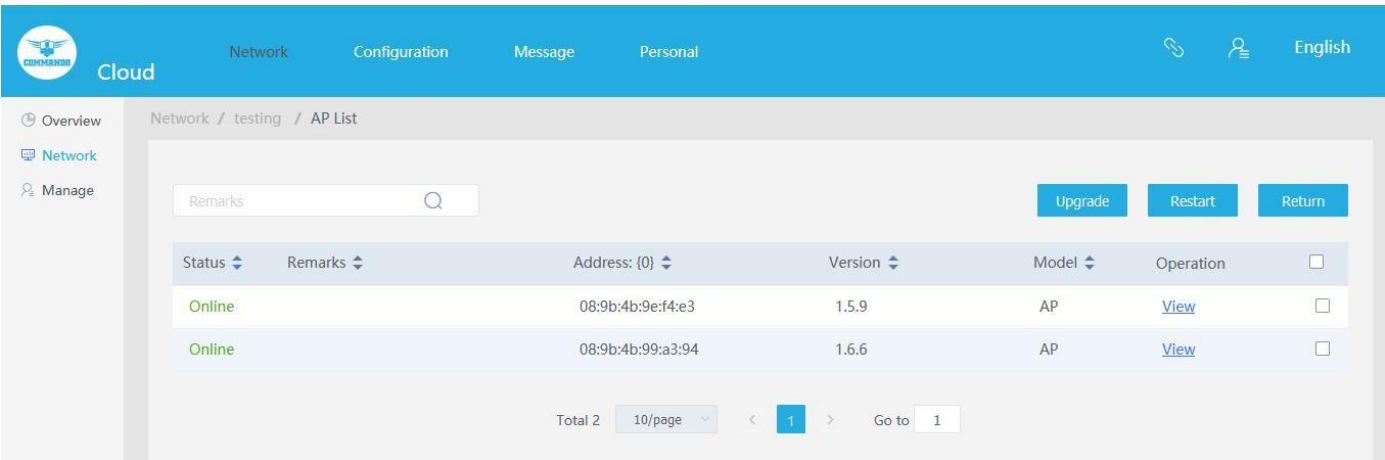 COMMANDO
Cloud
Network Configuration Message Personal English
Overview
Network
Manage
Network / testing / AP List
Remarks
Upgrade Restart Return
Status Remarks Address: {0} Version Model Operation
Online 08:9b:4b:9e:f4:e3 1.5.9 AP View
Online 08:9b:4b:99:a3:94 1.6.6 AP View
Total 2 10/page < 1 > Go to 1